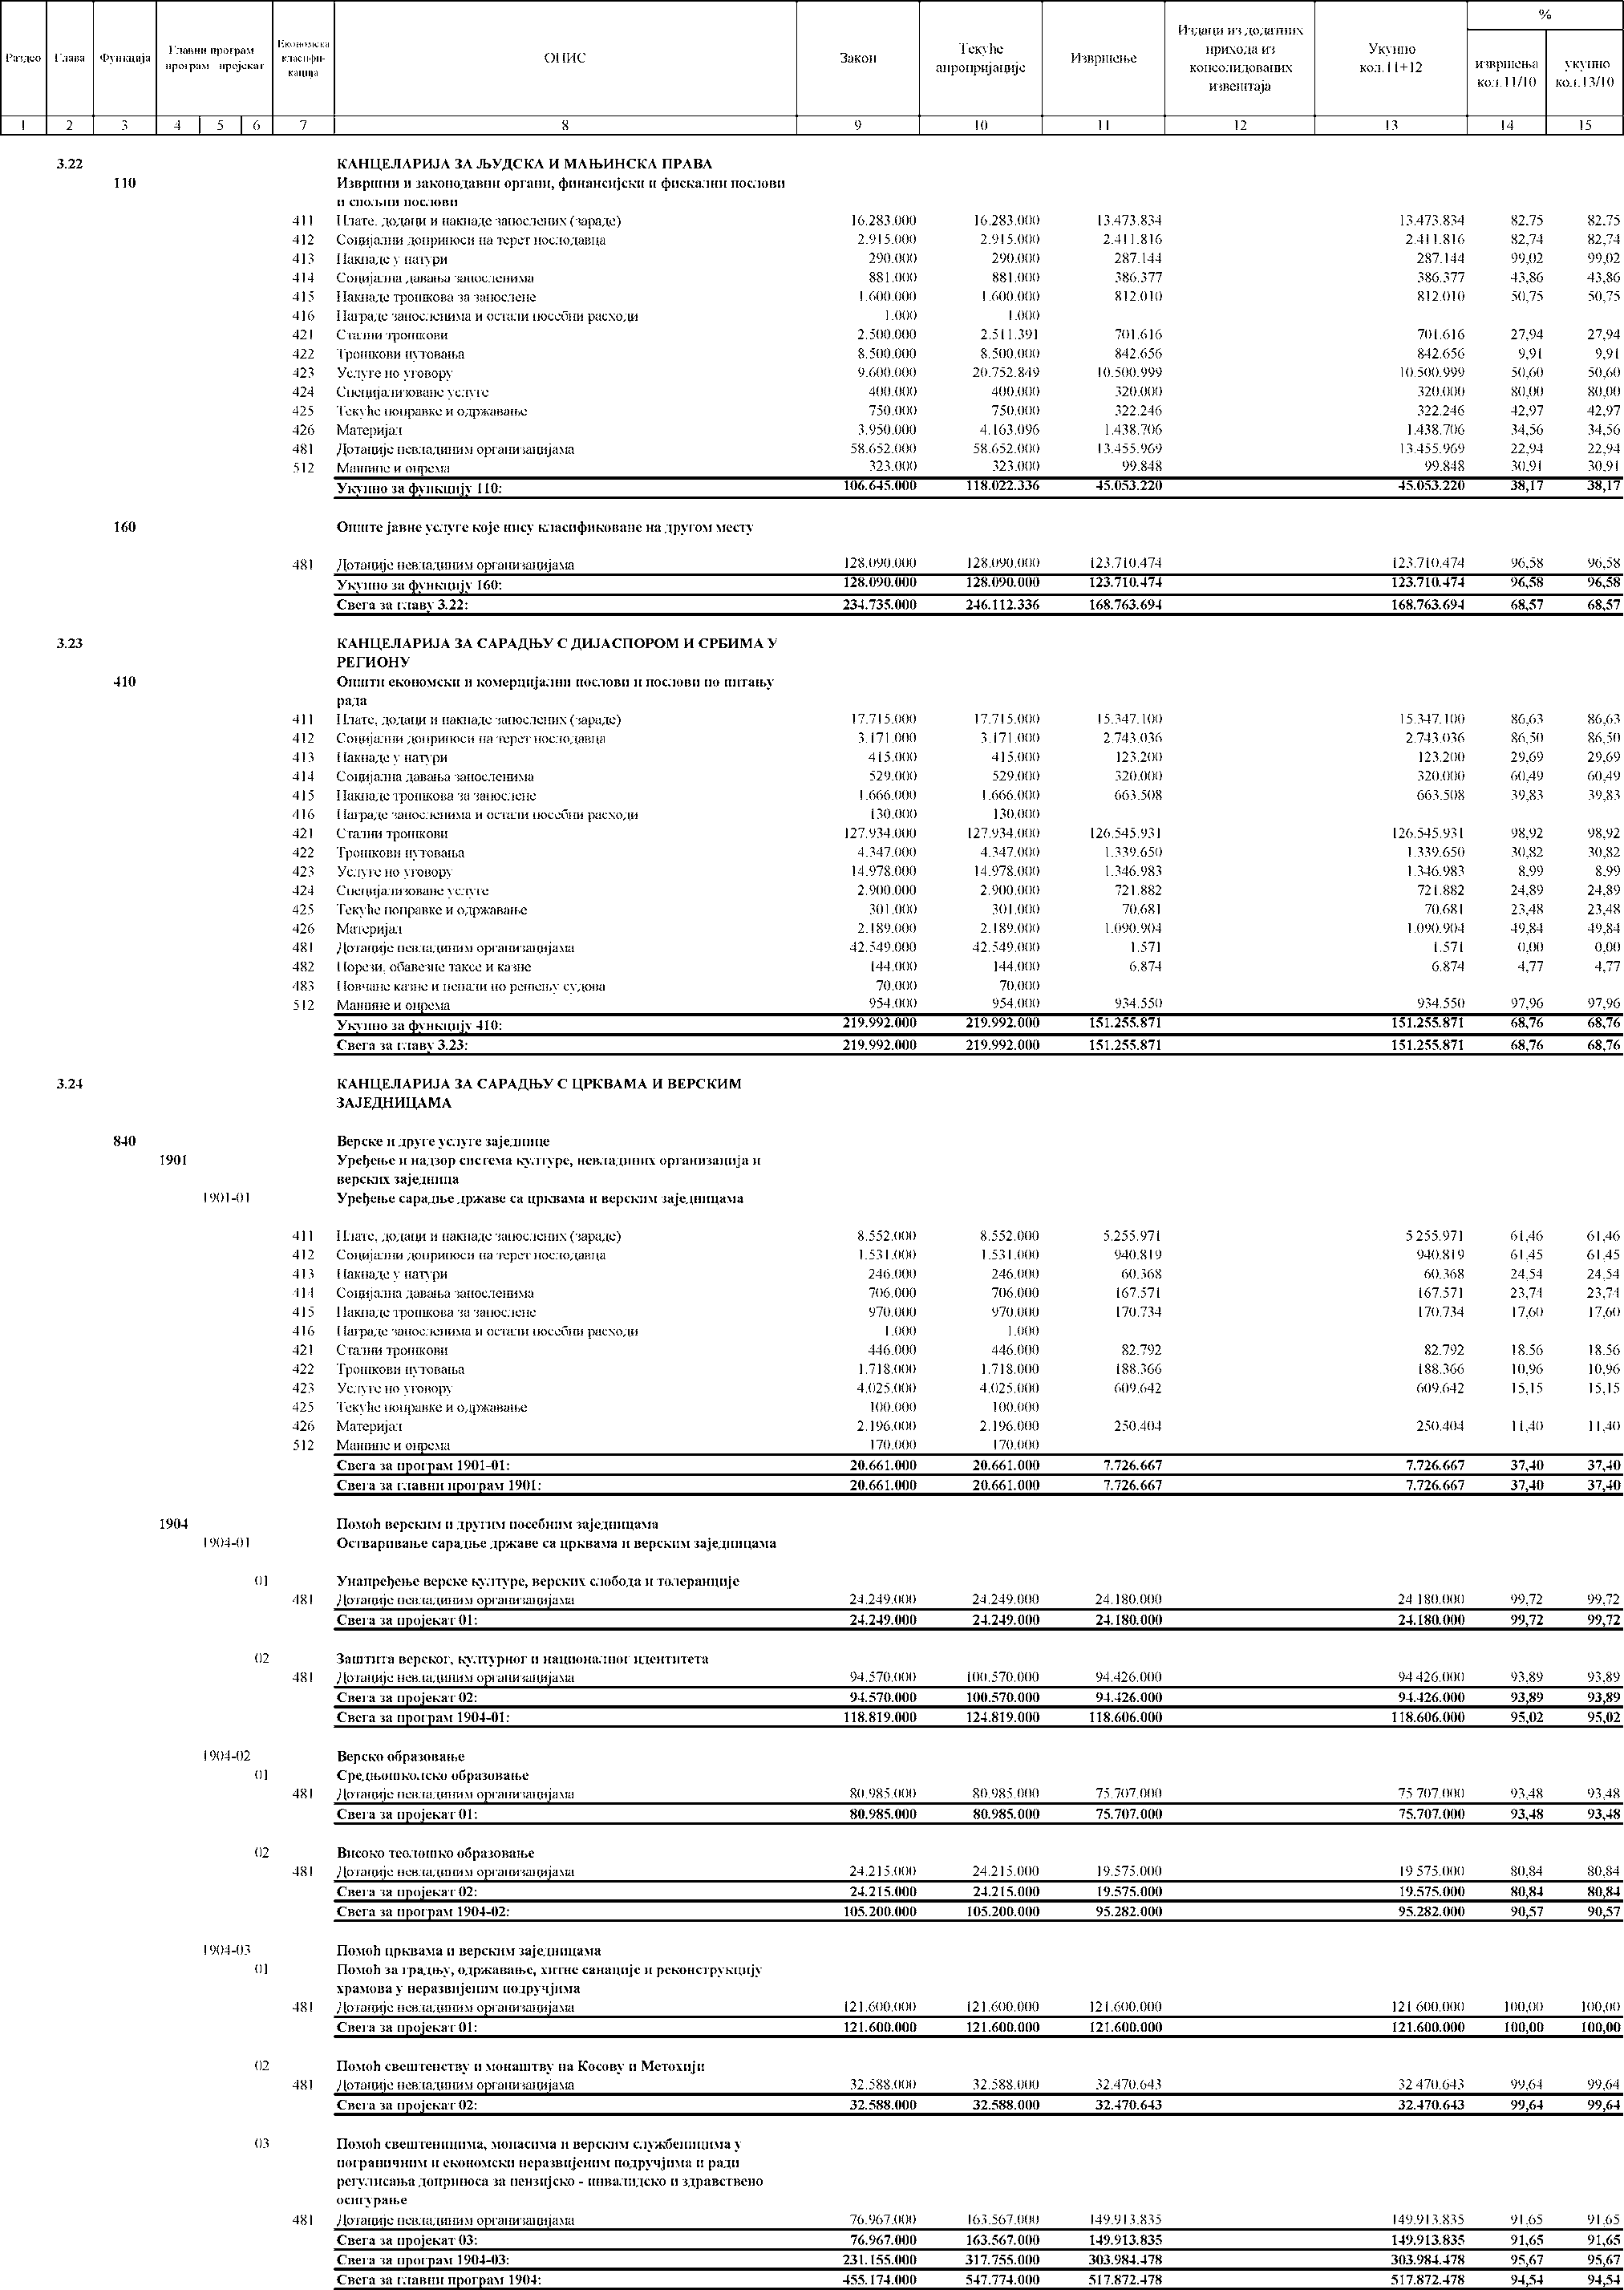 Раздео Глава Функција Главни програм програм пројекат Економска класифи-кација ОПИС Закон Текуће апропријације Извршење Издаци из додатних прихода из консолидованих извештаја Укупно кол.11+12 % извршења кол.11/10 укупно кол.13/10
1 2 3 4 5 6 7 8 9 10 11 12 13 14 15
3.22 КАНЦЕЛАРИЈА ЗА ЉУДСКА И МАЊИНСКА ПРАВА
110 Извршни и законодавни органи, финансијски и фискални послови
и спољни послови
411 Плате, додаци и накнаде запослених (зараде) 16.283.000 16.283.000 13.473.834 13.473.834 82,75 82,75
412 Социјални доприноси на терет послодавца 2.915.000 2.915.000 2.411.816 2.411.816 82,74 82,74
413 Накнаде у натури 290.000 290.000 287.144 287.144 99,02 99,02
414 Социјална давања запосленима 881.000 881.000 386.377 386.377 43,86 43,86
415 Накнаде трошкова за запослене 1.600.000 1.600.000 812.010 812.010 50,75 50,75
416 Награде запосленима и остали посебни расходи 1.000 1.000
421 Стални трошкови 2.500.000 2.511.391 701.616 701.616 27,94 27,94
422 Трошкови путовања 8.500.000 8.500.000 842.656 842.656 9,91 9,91
423 Услуге по уговору 9.600.000 20.752.849 10.500.999 10.500.999 50,60 50,60
424 Специјализоване услуге 400.000 400.000 320.000 320.000 80,00 80,00
425 Текуће поправке и одржавање 750.000 750.000 322.246 322.246 42,97 42,97
426 Материјал 3.950.000 4.163.096 1.438.706 1.438.706 34,56 34,56
481 Дотације невладиним организацијама 58.652.000 58.652.000 13.455.969 13.455.969 22,94 22,94
512 Машине и опрема 323.000 323.000 99.848 99.848 30,91 30,91
Укупно за функцију 110: 106.645.000 118.022.336 45.053.220 45.053.220 38,17 38,17
160 Опште јавне услуге које нису класификоване на другом месту
481 Дотације невладиним организацијама 128.090.000 128.090.000 123.710.474 123.710.474 96,58 96,58
Укупно за функцију 160: 128.090.000 128.090.000 123.710.474 123.710.474 96,58 96,58
Свега за главу 3.22: 234.735.000 246.112.336 168.763.694 168.763.694 68,57 68,57
3.23 КАНЦЕЛАРИЈА ЗА САРАДЊУ С ДИЈАСПОРОМ И СРБИМА У
РЕГИОНУ
410 Општи економски и комерцијални послови и послови по питању
рада
411 Плате, додаци и накнаде запослених (зараде) 17.715.000 17.715.000 15.347.100 15.347.100 86,63 86,63
412 Социјални доприноси на терет послодавца 3.171.000 3.171.000 2.743.036 2.743.036 86,50 86,50
413 Накнаде у натури 415.000 415.000 123.200 123.200 29,69 29,69
414 Социјална давања запосленима 529.000 529.000 320.000 320.000 60,49 60,49
415 Накнаде трошкова за запослене 1.666.000 1.666.000 663.508 663.508 39,83 39,83
416 Награде запосленима и остали посебни расходи 130.000 130.000
421 Стални трошкови 127.934.000 127.934.000 126.545.931 126.545.931 98,92 98,92
422 Трошкови путовања 4.347.000 4.347.000 1.339.650 1.339.650 30,82 30,82
423 Услуге по уговору 14.978.000 14.978.000 1.346.983 1.346.983 8,99 8,99
424 Специјализоване услуге 2.900.000 2.900.000 721.882 721.882 24,89 24,89
425 Текуће поправке и одржавање 301.000 301.000 70.681 70.681 23,48 23,48
426 Материјал 2.189.000 2.189.000 1.090.904 1.090.904 49,84 49,84
481 Дотације невладиним организацијама 42.549.000 42.549.000 1.571 1.571 0,00 0,00
482 Порези, обавезне таксе и казне 144.000 144.000 6.874 6.874 4,77 4,77
483 Новчане казне и пенали по решењу судова 70.000 70.000
512 Машине и опрема 954.000 954.000 934.550 934.550 97,96 97,96
Укупно за функцију 410: 219.992.000 219.992.000 151.255.871 151.255.871 68,76 68,76
Свега за главу 3.23: 219.992.000 219.992.000 151.255.871 151.255.871 68,76 68,76
3.24 КАНЦЕЛАРИЈА ЗА САРАДЊУ С ЦРКВАМА И ВЕРСКИМ
ЗАЈЕДНИЦАМА
840 Верске и друге услуге заједнице
1901 Уређење и надзор система културе, невладиних организација и
верских заједница
1901-01 Уређење сарадње државе са црквама и верским заједницама
411 Плате, додаци и накнаде запослених (зараде) 8.552.000 8.552.000 5.255.971 5.255.971 61,46 61,46
412 Социјални доприноси на терет послодавца 1.531.000 1.531.000 940.819 940.819 61,45 61,45
413 Накнаде у натури 246.000 246.000 60.368 60.368 24,54 24,54
414 Социјална давања запосленима 706.000 706.000 167.571 167.571 23,74 23,74
415 Накнаде трошкова за запослене 970.000 970.000 170.734 170.734 17,60 17,60
416 Награде запосленима и остали посебни расходи 1.000 1.000
421 Стални трошкови 446.000 446.000 82.792 82.792 18,56 18,56
422 Трошкови путовања 1.718.000 1.718.000 188.366 188.366 10,96 10,96
423 Услуге по уговору 4.025.000 4.025.000 609.642 609.642 15,15 15,15
425 Текуће поправке и одржавање 100.000 100.000
426 Материјал 2.196.000 2.196.000 250.404 250.404 11,40 11,40
512 Машине и опрема 170.000 170.000
Свега за програм 1901-01: 20.661.000 20.661.000 7.726.667 7.726.667 37,40 37,40
Свега за главни програм 1901: 20.661.000 20.661.000 7.726.667 7.726.667 37,40 37,40
1904 Помоћ верским и другим посебним заједницама
1904-01 Остваривање сарадње државе са црквама и верским заједницама
01 Унапређење верске културе, верских слобода и толеранције
481 Дотације невладиним организацијама 24.249.000 24.249.000 24.180.000 24.180.000 99,72 99,72
Свега за пројекат 01: 24.249.000 24.249.000 24.180.000 24.180.000 99,72 99,72
02 Заштита верског, културног и националног идентитета
481 Дотације невладиним организацијама 94.570.000 100.570.000 94.426.000 94.426.000 93,89 93,89
Свега за пројекат 02: 94.570.000 100.570.000 94.426.000 94.426.000 93,89 93,89
Свега за програм 1904-01: 118.819.000 124.819.000 118.606.000 118.606.000 95,02 95,02
1904-02 Верско образовање
01 Средњошколско образовање
481 Дотације невладиним организацијама 80.985.000 80.985.000 75.707.000 75.707.000 93,48 93,48
Свега за пројекат 01: 80.985.000 80.985.000 75.707.000 75.707.000 93,48 93,48
02 Високо теолошко образовање
481 Дотације невладиним организацијама 24.215.000 24.215.000 19.575.000 19.575.000 80,84 80,84
Свега за пројекат 02: 24.215.000 24.215.000 19.575.000 19.575.000 80,84 80,84
Свега за програм 1904-02: 105.200.000 105.200.000 95.282.000 95.282.000 90,57 90,57
1904-03 Помоћ црквама и верским заједницама
01 Помоћ за градњу, одржавање, хитне санације и реконструкцију
храмова у неразвијеним подручјима
481 Дотације невладиним организацијама 121.600.000 121.600.000 121.600.000 121.600.000 100,00 100,00
Свега за пројекат 01: 121.600.000 121.600.000 121.600.000 121.600.000 100,00 100,00
02 Помоћ свештенству и монаштву на Косову и Метохији
481 Дотације невладиним организацијама 32.588.000 32.588.000 32.470.643 32.470.643 99,64 99,64
Свега за пројекат 02: 32.588.000 32.588.000 32.470.643 32.470.643 99,64 99,64
03 Помоћ свештеницима, монасима и верским службеницима у
пограничним и економски неразвијеним подручјима и ради
регулисања доприноса за пензијско - инвалидско и здравствено
осигурање
481 Дотације невладиним организацијама 76.967.000 163.567.000 149.913.835 149.913.835 91,65 91,65
Свега за пројекат 03: 76.967.000 163.567.000 149.913.835 149.913.835 91,65 91,65
Свега за програм 1904-03: 231.155.000 317.755.000 303.984.478 303.984.478 95,67 95,67
Свега за главни програм 1904: 455.174.000 547.774.000 517.872.478 517.872.478 94,54 94,54